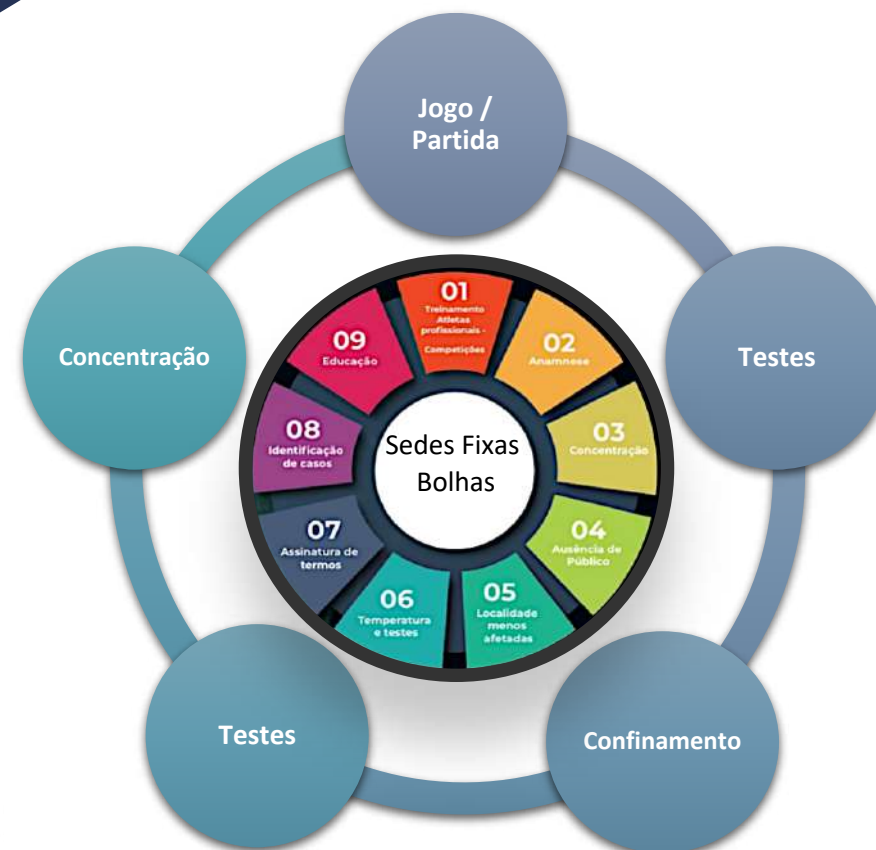 Jogo /
Partida
Testes
Confinamento
Testes
Concentração
Sedes Fixas
Bolhas
01
Treinamento
Atletas
profissionais -
Competições
02
Anamnese
03
Concentração
04
Ausência de
Público
05
Localidade
menos
afetadas
06
Temperatura
e testes
07
Assinatura de
termos
08
Identificação
de casos
09
Educação